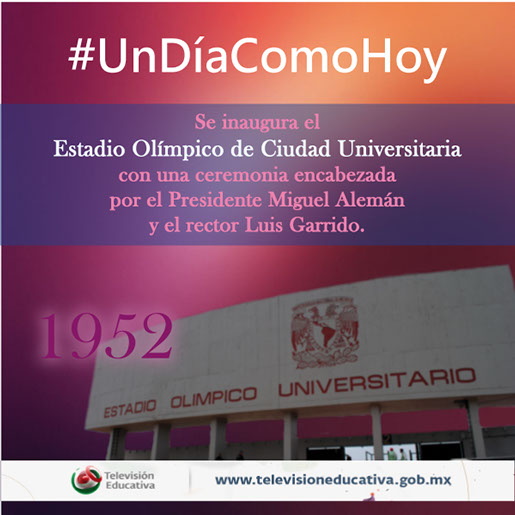 #UnDíaComoHoy
Se inaugura el
Estadio Olímpico de Ciudad Universitaria
con una ceremonia encabezada
por el Presidente Miguel Alemán
y el rector Luis Garrido.
1952
ESTADIO OLIMPICO UNIVERSITARIO
Televisión
Educativa
www.televisioneducativa.gob.mx